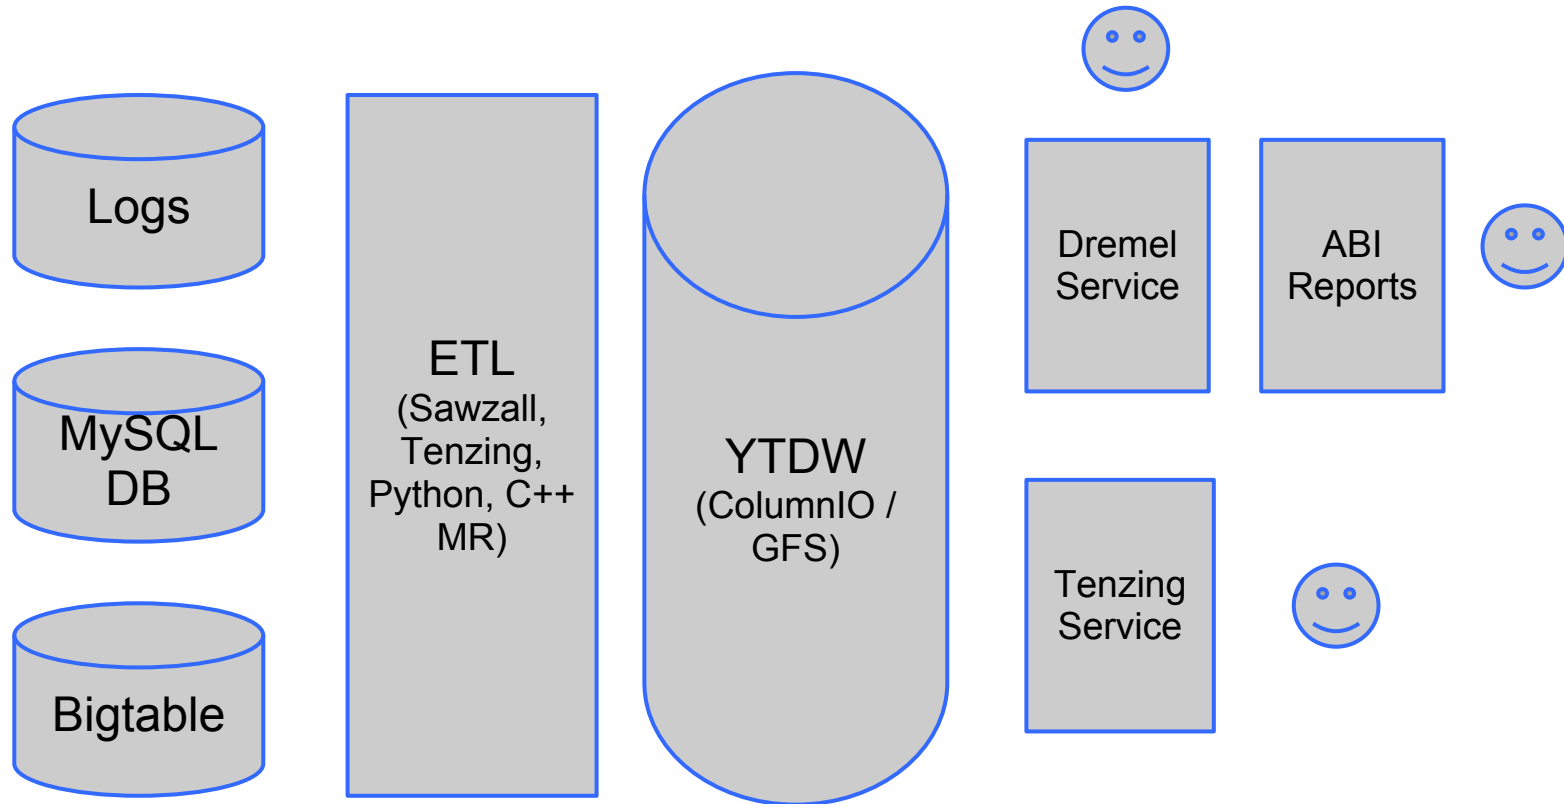 Logs
MySQL
DB
Bigtable
ETL
(Sawzall,
Tenzing,
Python, C++
MR)
YTDW
(ColumnIO /
GFS)
Dremel
Service
ABI
Reports
Tenzing
Service